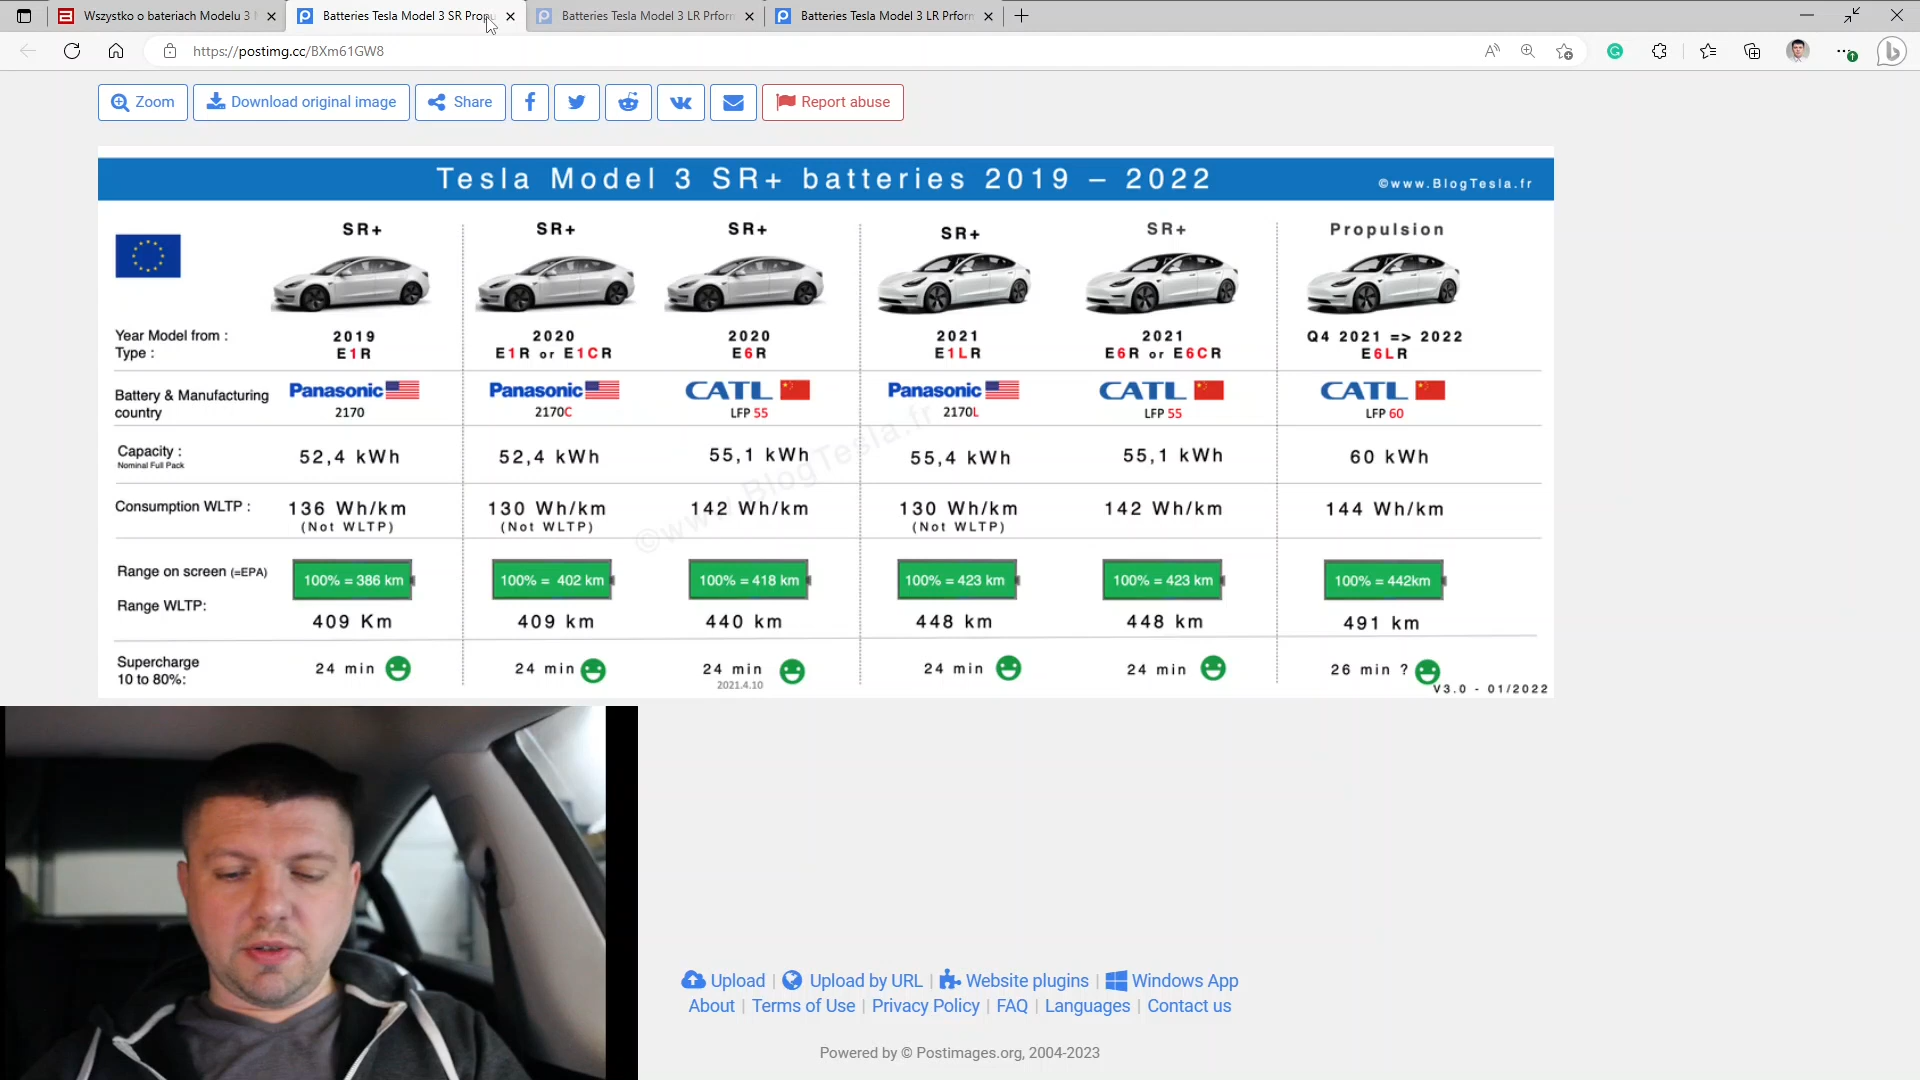 Wszystko o bateriach Modelu 3
Batteries Tesla Model 3 SR Propu
Batteries Tesla Model 3 LR Prform
Batteries Tesla Model 3 LR Prform
https://postimg.cc/BXm61GW8
Zoom
Download original image
Share
Report abuse
Tesla Model 3 SR+ batteries 2019 – 2022
©www.BlogTesla.fr
SR+ SR+ SR+ SR+ SR+ Propulsion
Year Model from : 2019 2020 2020 2021 2021 Q4 2021 => 2022
Type : E1R E1R or E1CR E6R E1LR E6R or E6CR E6LR
Battery & Manufacturing Panasonic Panasonic CATL Panasonic CATL CATL
country 2170 2170C LFP 55 2170L LFP 55 LFP 60
Capacity : 52,4 kWh 52,4 kWh 55,1 kWh 55,4 kWh 55,1 kWh 60 kWh
Nominal Full Pack
Consumption WLTP : 136 Wh/km 130 Wh/km 142 Wh/km 130 Wh/km 142 Wh/km 144 Wh/km
(Not WLTP) (Not WLTP) (Not WLTP)
©www.BlogTesla.fr
Range on screen (=EPA) 100% = 386 km 100% = 402 km 100% = 418 km 100% = 423 km 100% = 423 km 100% = 442km
Range WLTP: 409 Km 409 km 440 km 448 km 448 km 491 km
Supercharge 24 min 24 min 24 min 24 min 24 min 26 min ?
10 to 80%: 2021.4.10
V3.0 - 01/2022
Upload | Upload by URL | Website plugins | Windows App
About | Terms of Use | Privacy Policy | FAQ | Languages | Contact us
Powered by © Postimages.org, 2004-2023